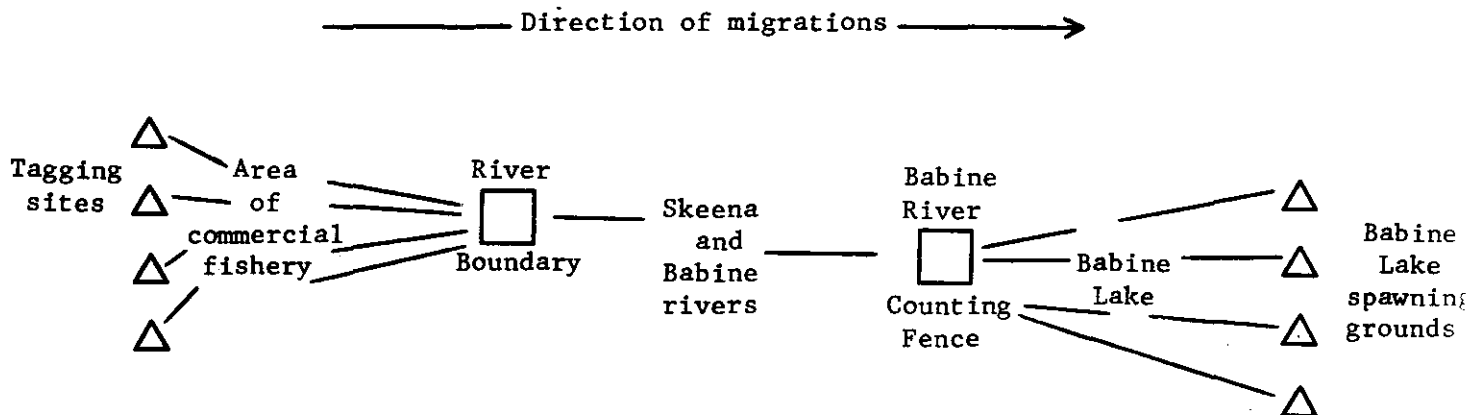 Direction of migrations
Tagging
sites
Area
of
commercial
fishery
River
Boundary
Skeena
and
Babine
rivers
Babine
River
Counting
Fence
Babine
Lake
Babine
Lake
spawning
grounds